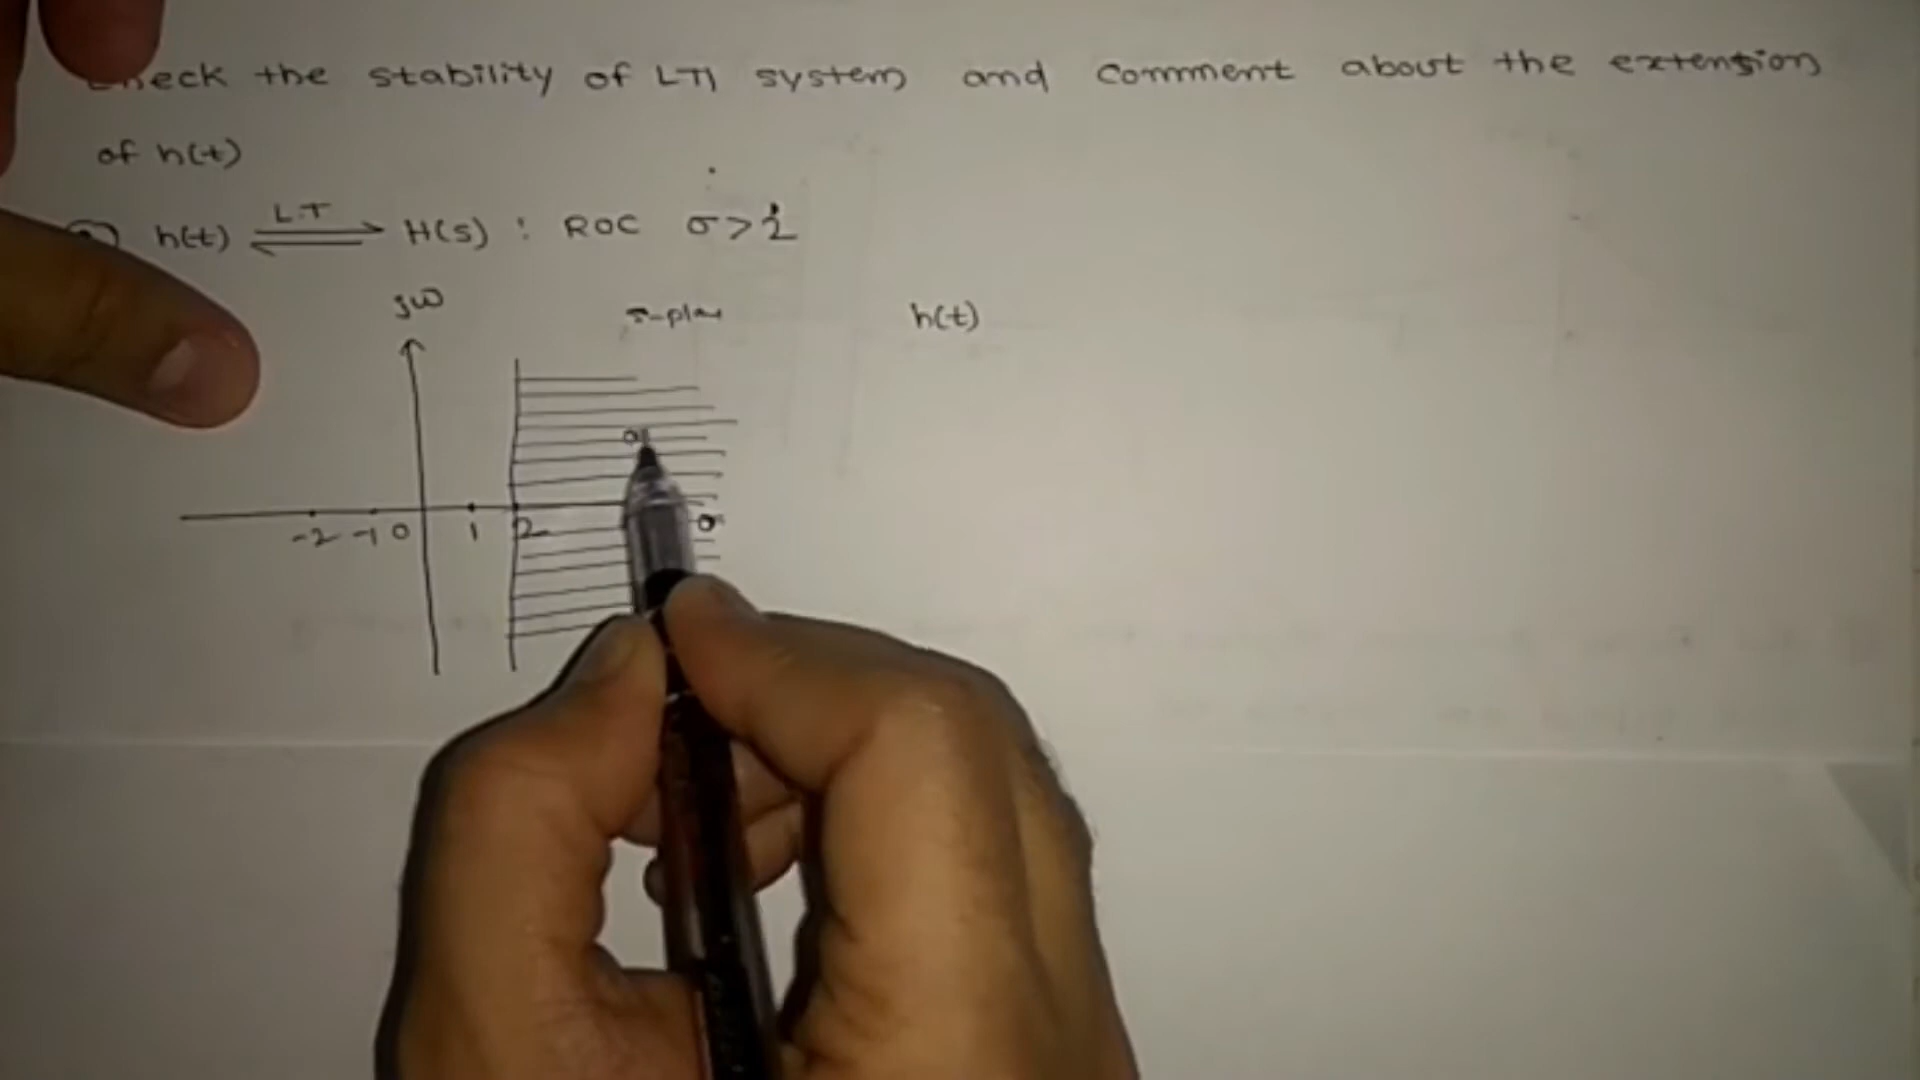 check the stability of LTI system and comment about the extension
of h(t)
h(t) L.T ⇌ H(s) : ROC σ>2
jω
s-plane h(t)
-2 -1 0 1 2 σ